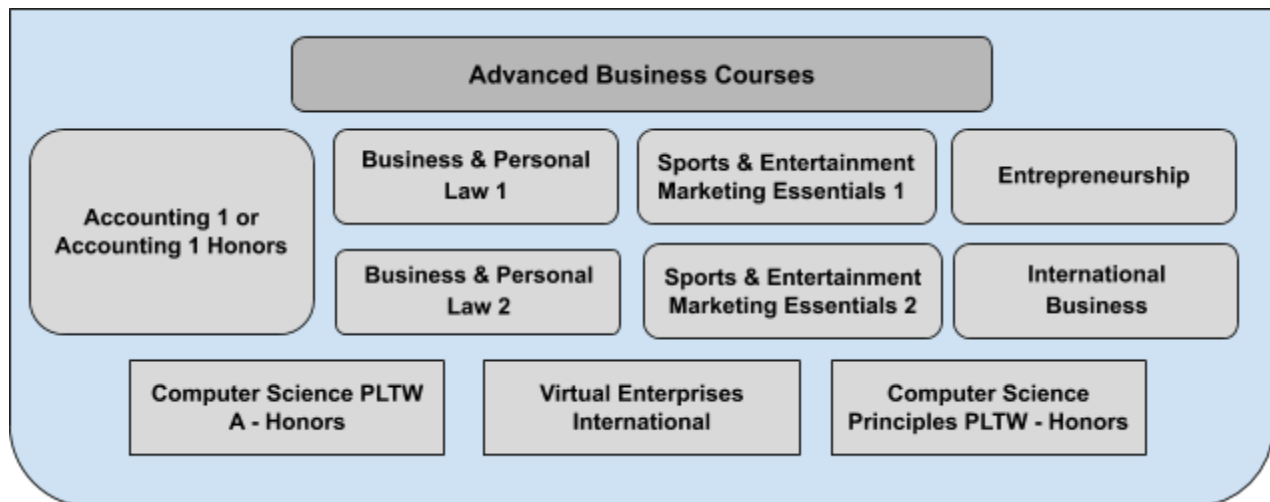 Advanced Business Courses
Accounting 1 or
Accounting 1 Honors
Business & Personal
Law 1
Sports & Entertainment
Marketing Essentials 1
Entrepreneurship
Business & Personal
Law 2
Sports & Entertainment
Marketing Essentials 2
International
Business
Computer Science PLTW
A - Honors
Virtual Enterprises
International
Computer Science
Principles PLTW - Honors